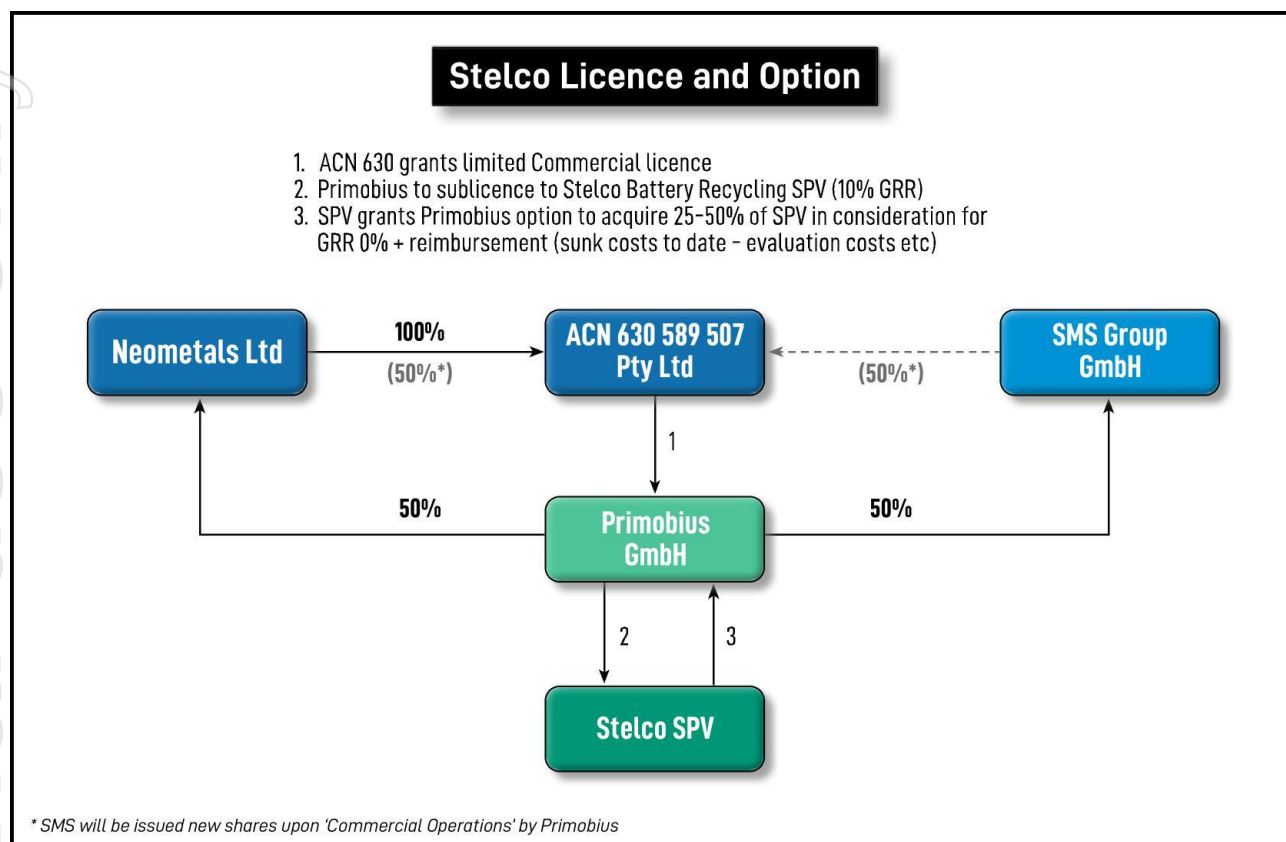 Stelco Licence and Option
1. ACN 630 grants limited Commercial licence
2. Primobius to sublicence to Stelco Battery Recycling SPV (10% GRR)
3. SPV grants Primobius option to acquire 25-50% of SPV in consideration for
GRR 0% + reimbursement (sunk costs to date - evaluation costs etc)
Neometals Ltd
100%
(50%*)
ACN 630 589 507
Pty Ltd
(50%*)
SMS Group
GmbH
1
50%
Primobius
GmbH
50%
2
3
Stelco SPV
* SMS will be issued new shares upon 'Commercial Operations' by Primobius